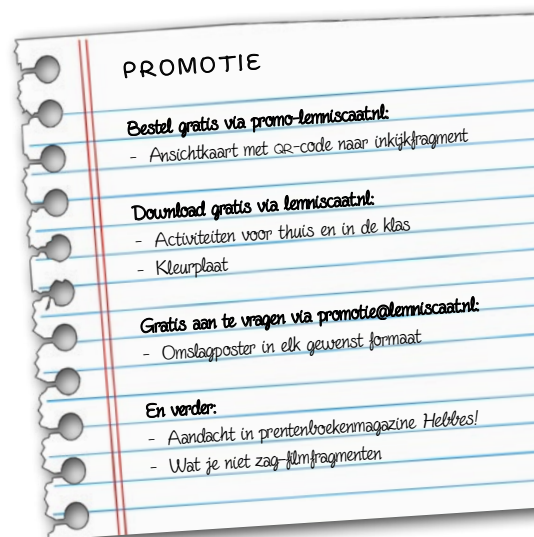 PROMOTIE
Bestel gratis via promo-lemniscaat.nl:
- Ansichtkaart met QR-code naar inkijkfragment
Download gratis via lemniscaat.nl:
- Activiteiten voor thuis en in de klas
- Kleurplaat
Gratis aan te vragen via promotie@lemniscaat.nl:
- Omslagposter in elk gewenst formaat
En verder:
- Aandacht in prentenboekenmagazine Hebbes!
- Wat je niet zag-filmfragmenten